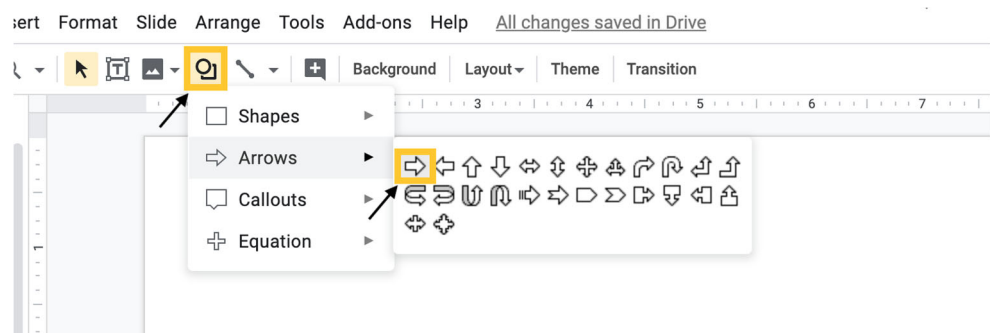 sert Format Slide Arrange Tools Add-ons Help All changes saved in Drive
Background Layout Theme Transition
3 4 5 6 7
Shapes
Arrows
Callouts
Equation
1